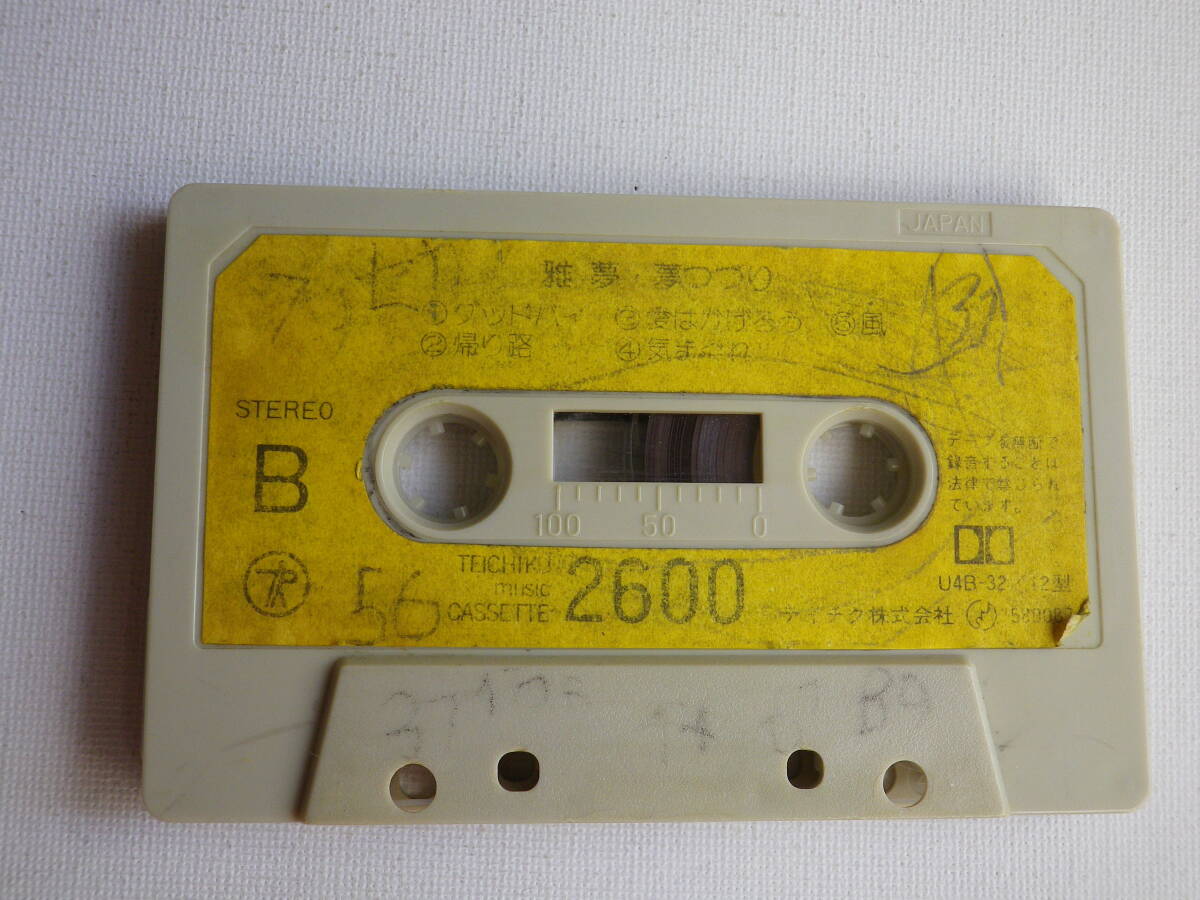 JAPAN
雅夢/夢つづり
①グッドバイ ③愛はかげろう ⑤風
②帰り路 ④気まぐれ
STEREO
B
テープを無断で
録音することは
法律で禁じられ
ています。
100 50 0
TEICHIKU
music
CASSETTE 2600
56
U4B-32 12型
テイチク株式会社